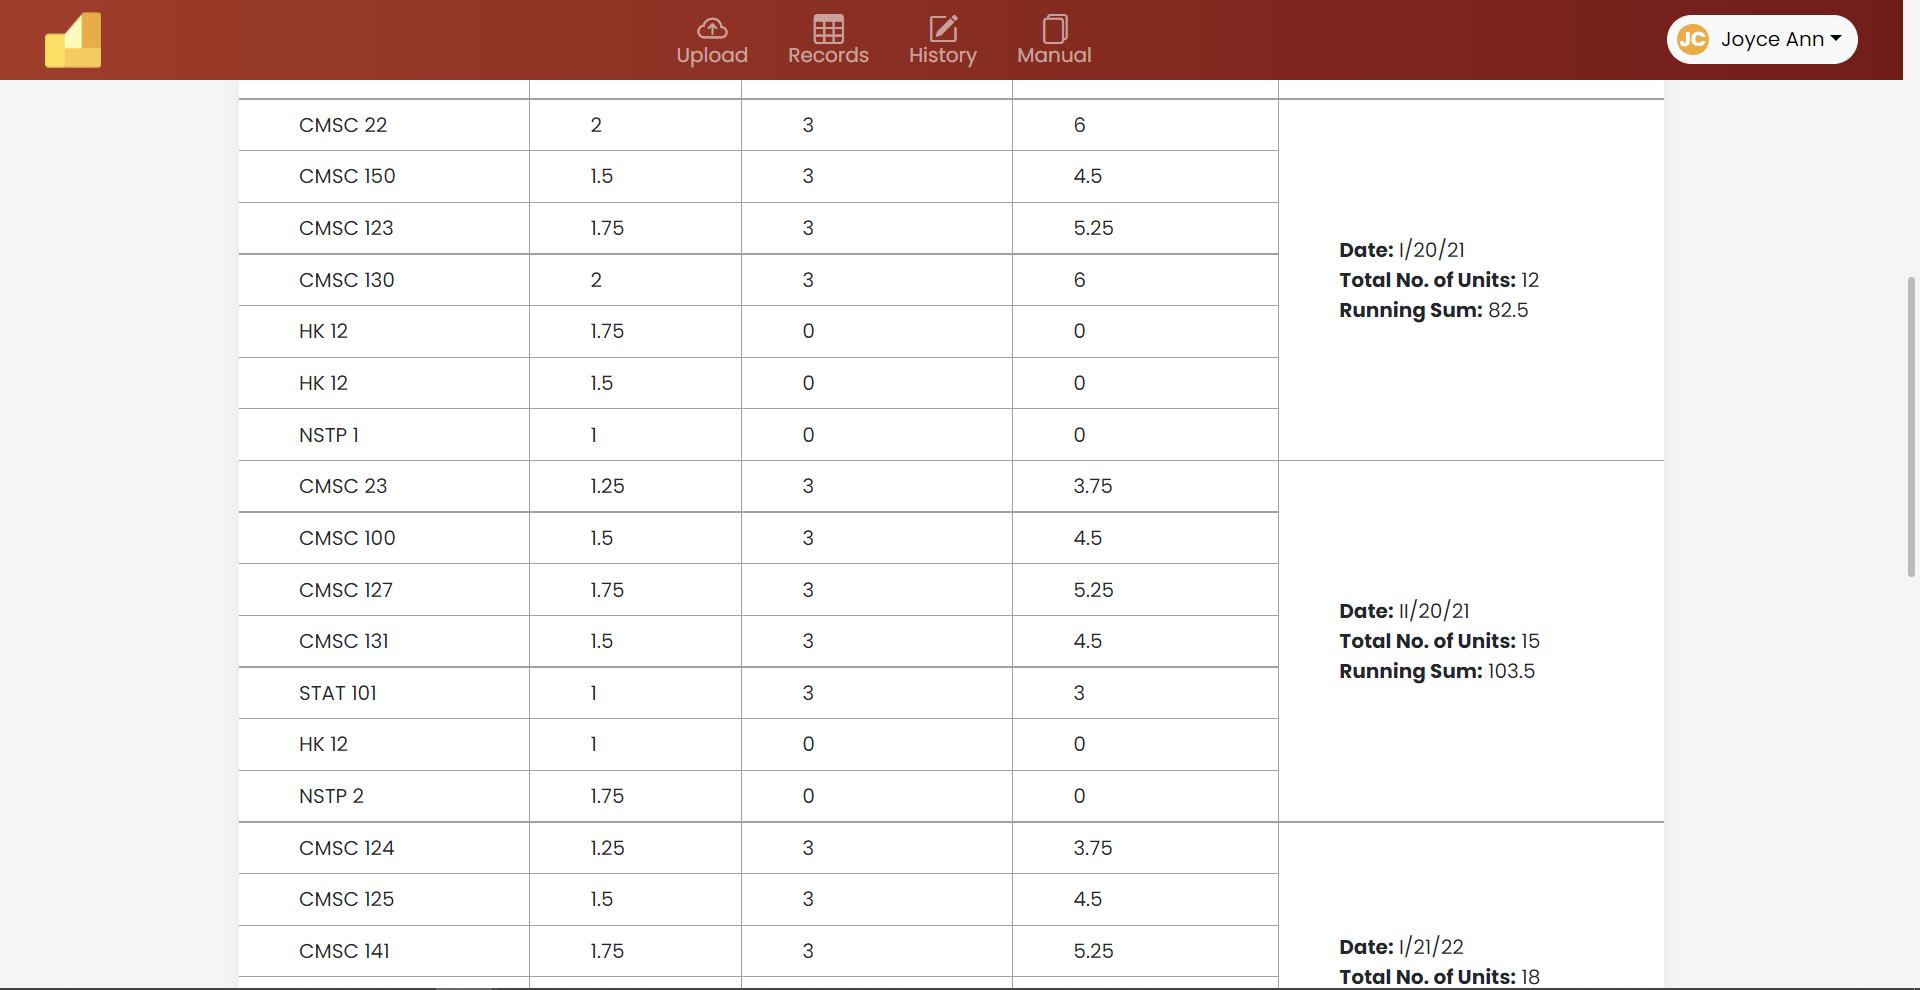 Upload Records History Manual JC Joyce Ann
CMSC 22 2 3 6
CMSC 150 1.5 3 4.5
CMSC 123 1.75 3 5.25
CMSC 130 2 3 6
HK 12 1.75 0 0
HK 12 1.5 0 0
NSTP 1 1 0 0
Date: I/20/21
Total No. of Units: 12
Running Sum: 82.5
CMSC 23 1.25 3 3.75
CMSC 100 1.5 3 4.5
CMSC 127 1.75 3 5.25
CMSC 131 1.5 3 4.5
STAT 101 1 3 3
HK 12 1 0 0
NSTP 2 1.75 0 0
Date: II/20/21
Total No. of Units: 15
Running Sum: 103.5
CMSC 124 1.25 3 3.75
CMSC 125 1.5 3 4.5
CMSC 141 1.75 3 5.25
Date: I/21/22
Total No. of Units: 18